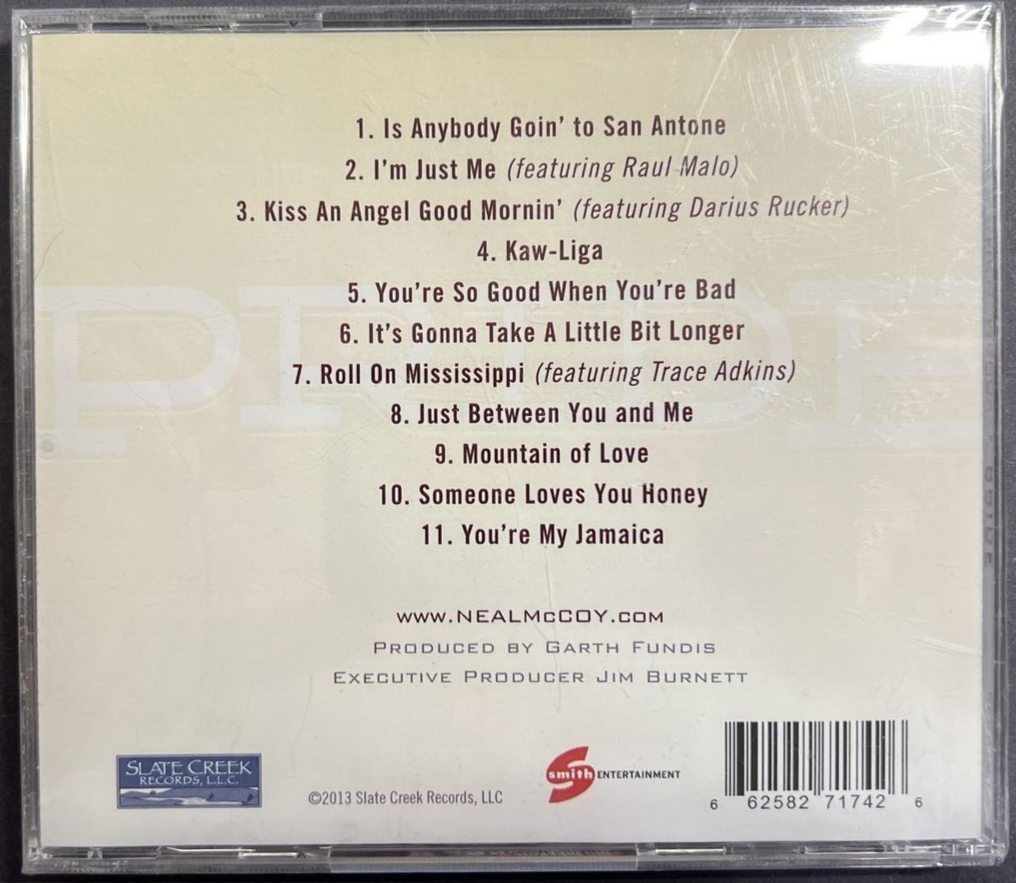 1. Is Anybody Goin' to San Antone
2. I'm Just Me (featuring Raul Malo)
3. Kiss An Angel Good Mornin' (featuring Darius Rucker)
4. Kaw-Liga
5. You're So Good When You're Bad
6. It's Gonna Take A Little Bit Longer
PRIDE
7. Roll On Mississippi (featuring Trace Adkins)
8. Just Between You and Me
9. Mountain of Love
10. Someone Loves You Honey
11. You're My Jamaica
www.NEALMcCOY.com
PRODUCED BY GARTH FUNDIS
EXECUTIVE PRODUCER JIM BURNETT
SLATE CREEK
RECORDS, L.L.C.
©2013 Slate Creek Records, LLC
smith ENTERTAINMENT
6 62582 71742 6